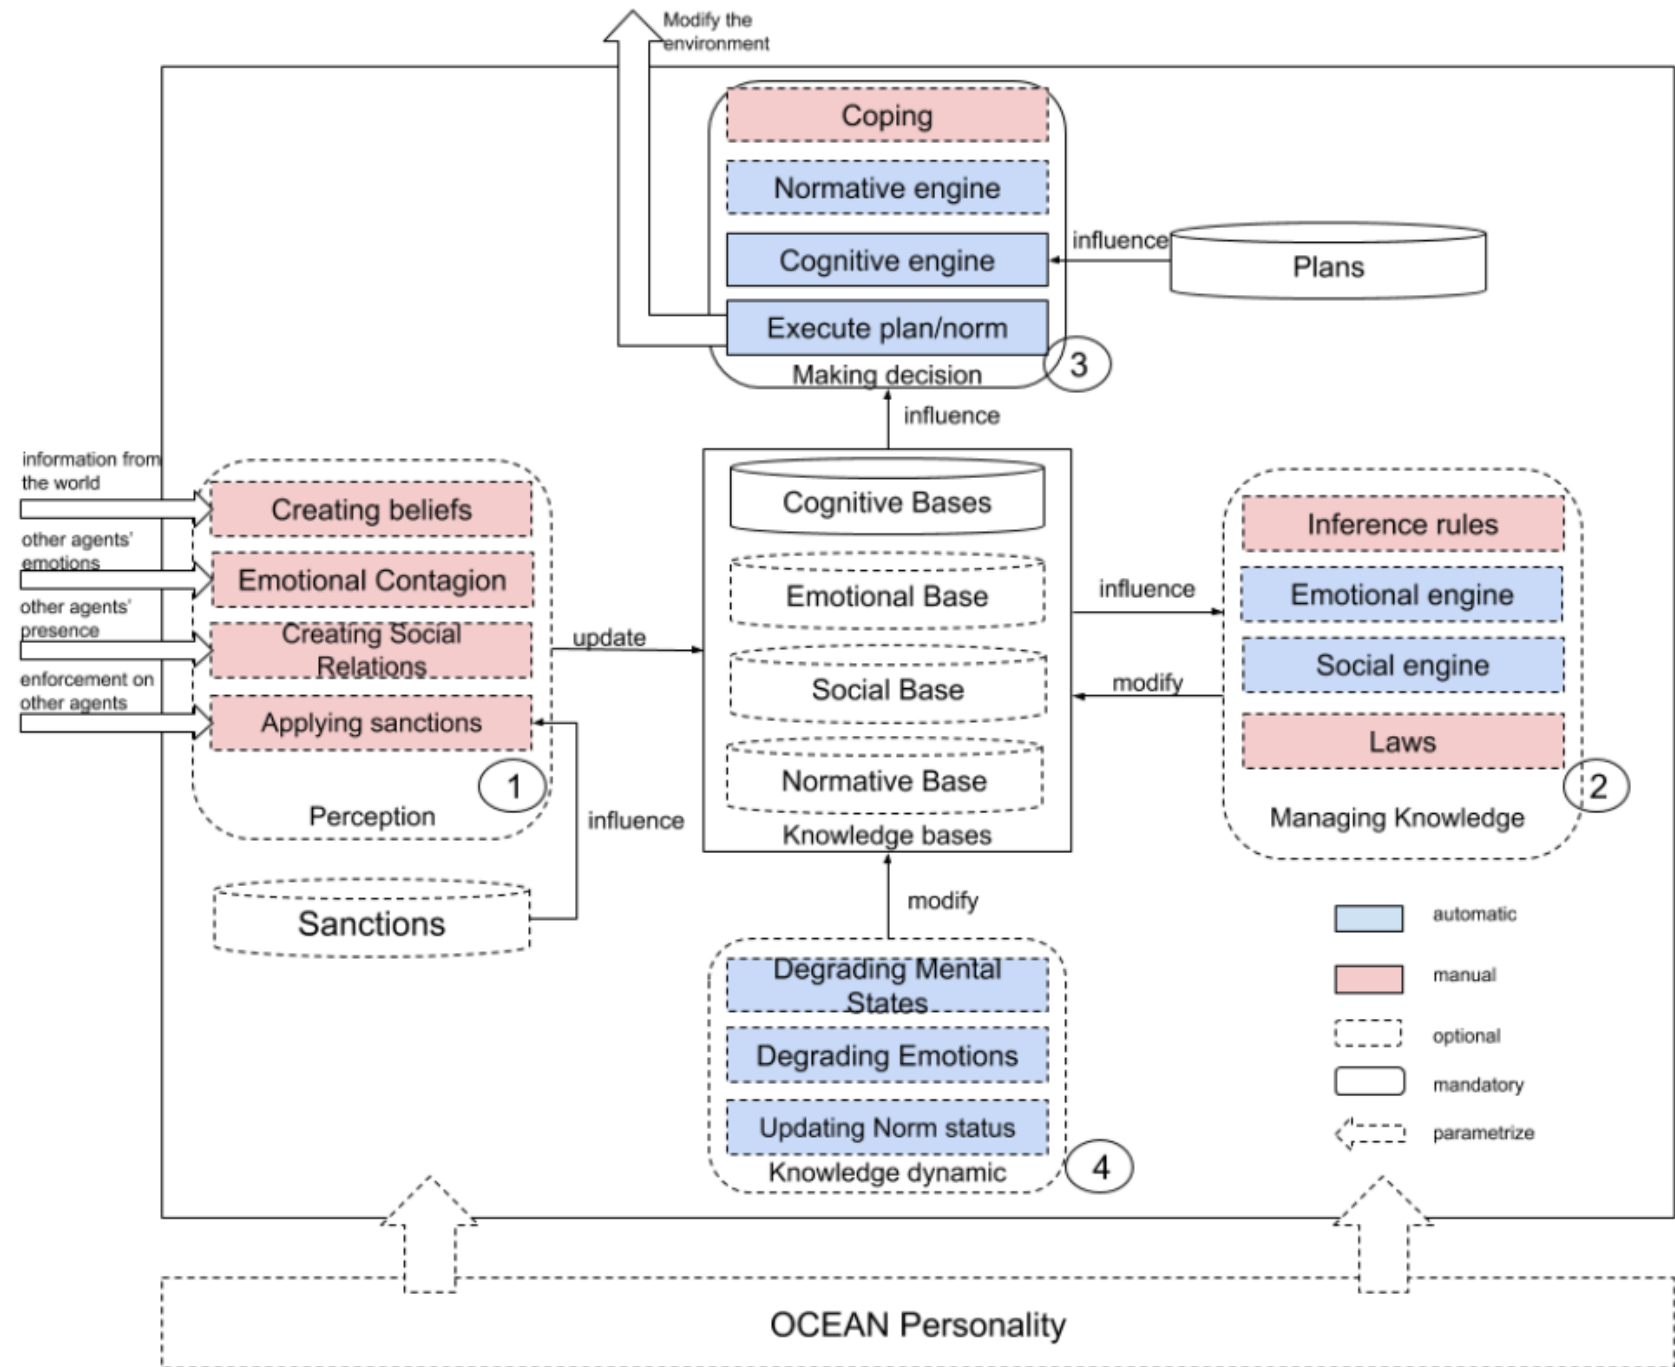 Modify the
environment
Coping
Normative engine
Cognitive engine
influence
Plans
Execute plan/norm
Making decision
3
influence
information from
the world
Creating beliefs
other agents'
emotions
Emotional Contagion
other agents'
presence
Creating Social
Relations
enforcement on
other agents
Applying sanctions
1
Perception
update
influence
Sanctions
Cognitive Bases
Emotional Base
Social Base
Normative Base
Knowledge bases
influence
modify
Inference rules
Emotional engine
Social engine
Laws
2
Managing Knowledge
modify
Degrading Mental
States
Degrading Emotions
Updating Norm status
Knowledge dynamic
4
automatic
manual
optional
mandatory
parametrize
OCEAN Personality